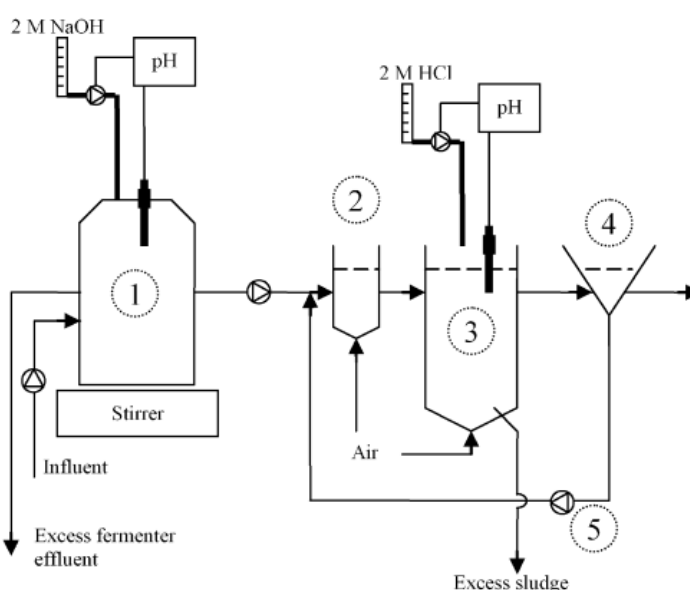 2 M NaOH
pH
2 M HCl
pH
2
4
1
3
Stirrer
Air
Influent
5
Excess fermenter
effluent
Excess sludge